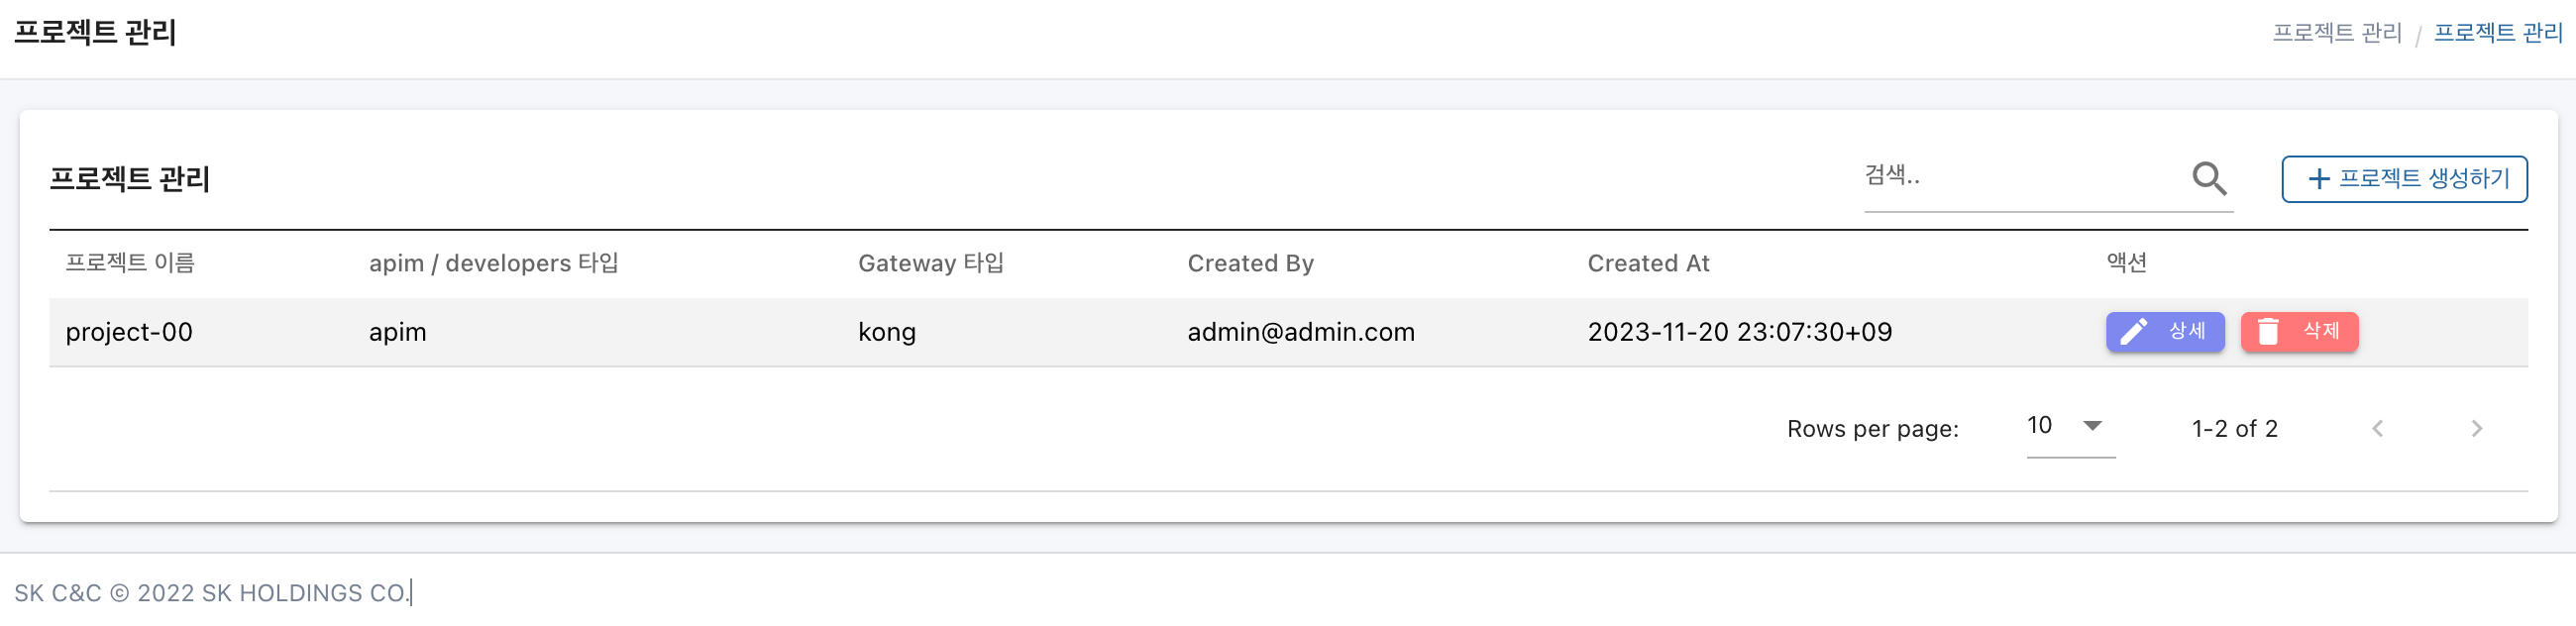 프로젝트 관리
프로젝트 관리 / 프로젝트 관리
프로젝트 관리
검색..
프로젝트 생성하기
프로젝트 이름 apim / developers 타입 Gateway 타입 Created By Created At 액션
project-00 apim kong admin@admin.com 2023-11-20 23:07:30+09 상세 삭제
Rows per page: 10 1-2 of 2
SK C&C © 2022 SK HOLDINGS CO.